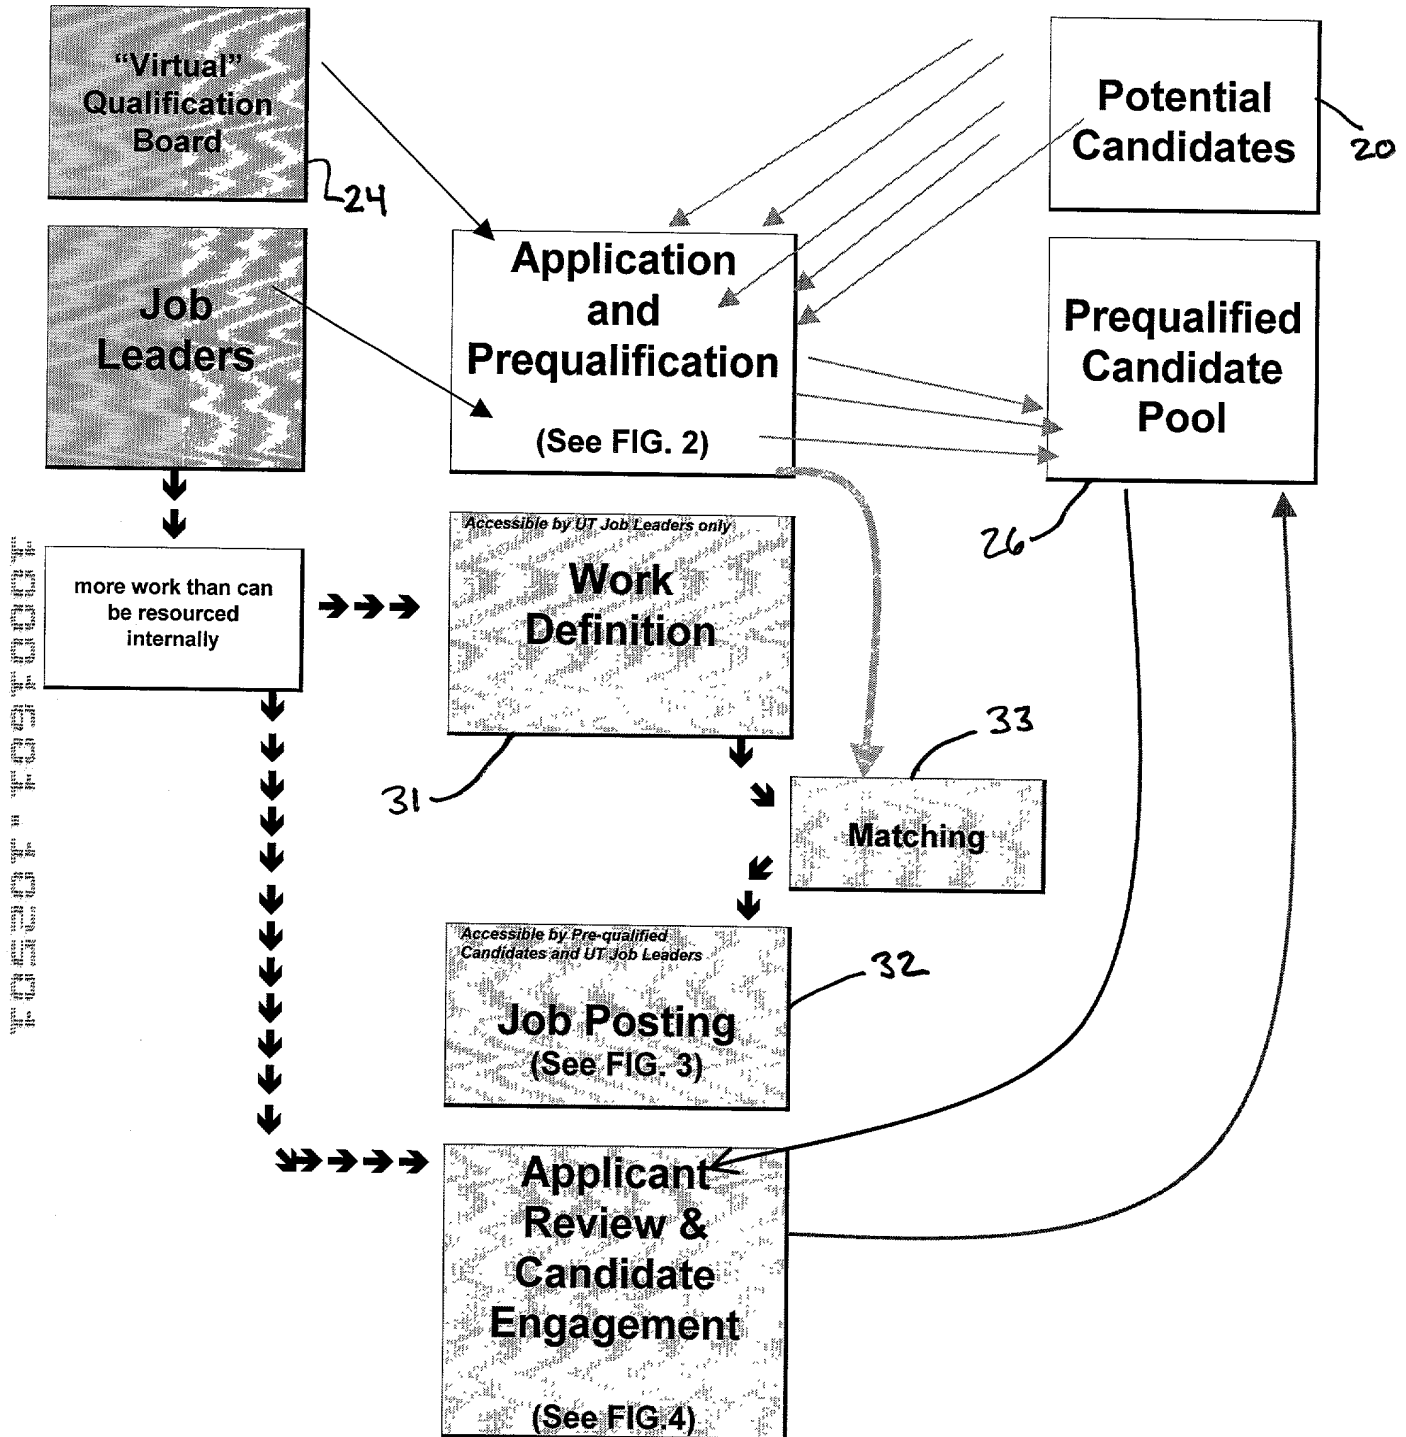 “Virtual”
Qualification
Board
24
Potential
Candidates
20
Job
Leaders
Application
and
Prequalification
(See FIG. 2)
Prequalified
Candidate
Pool
26
more work than can
be resourced
internally
Accessible by UT Job Leaders only
Work
Definition
31
33
Matching
Accessible by Pre-qualified
Candidates and UT Job Leaders
Job Posting
(See FIG. 3)
32
Applicant
Review &
Candidate
Engagement
(See FIG.4)